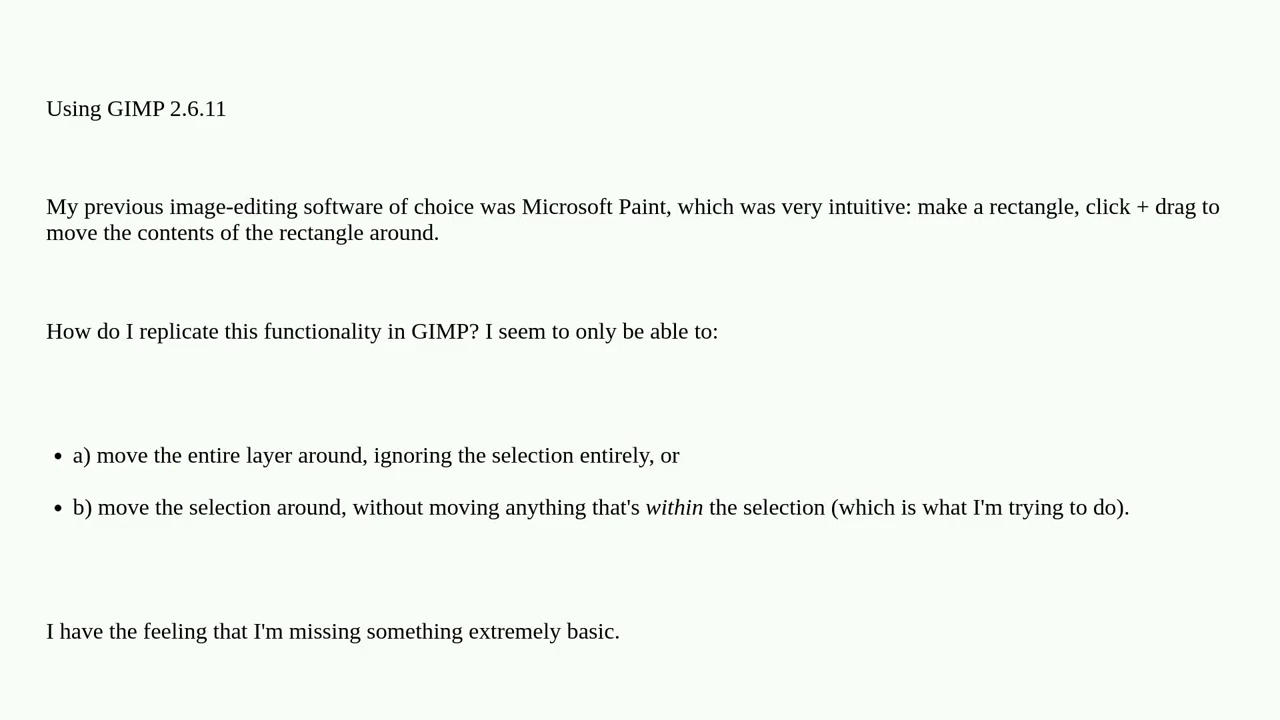 Using GIMP 2.6.11
My previous image-editing software of choice was Microsoft Paint, which was very intuitive: make a rectangle, click + drag to
move the contents of the rectangle around.
How do I replicate this functionality in GIMP? I seem to only be able to:
• a) move the entire layer around, ignoring the selection entirely, or
• b) move the selection around, without moving anything that's within the selection (which is what I'm trying to do).
I have the feeling that I'm missing something extremely basic.